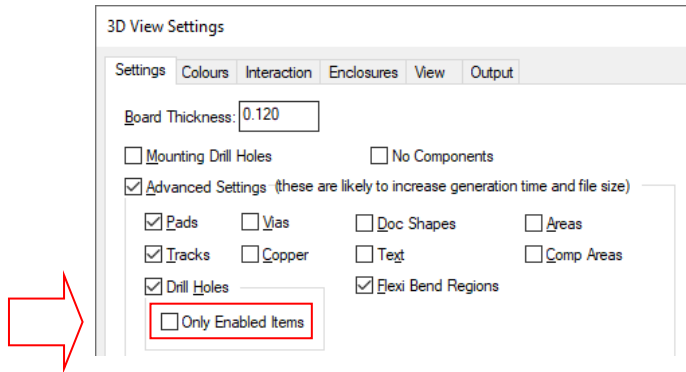 3D View Settings
Settings Colours Interaction Enclosures View Output
Board Thickness: 0.120
Mounting Drill Holes No Components
Advanced Settings (these are likely to increase generation time and file size)
Pads Vias Doc Shapes Areas
Tracks Copper Text Comp Areas
Drill Holes Flexi Bend Regions
Only Enabled Items